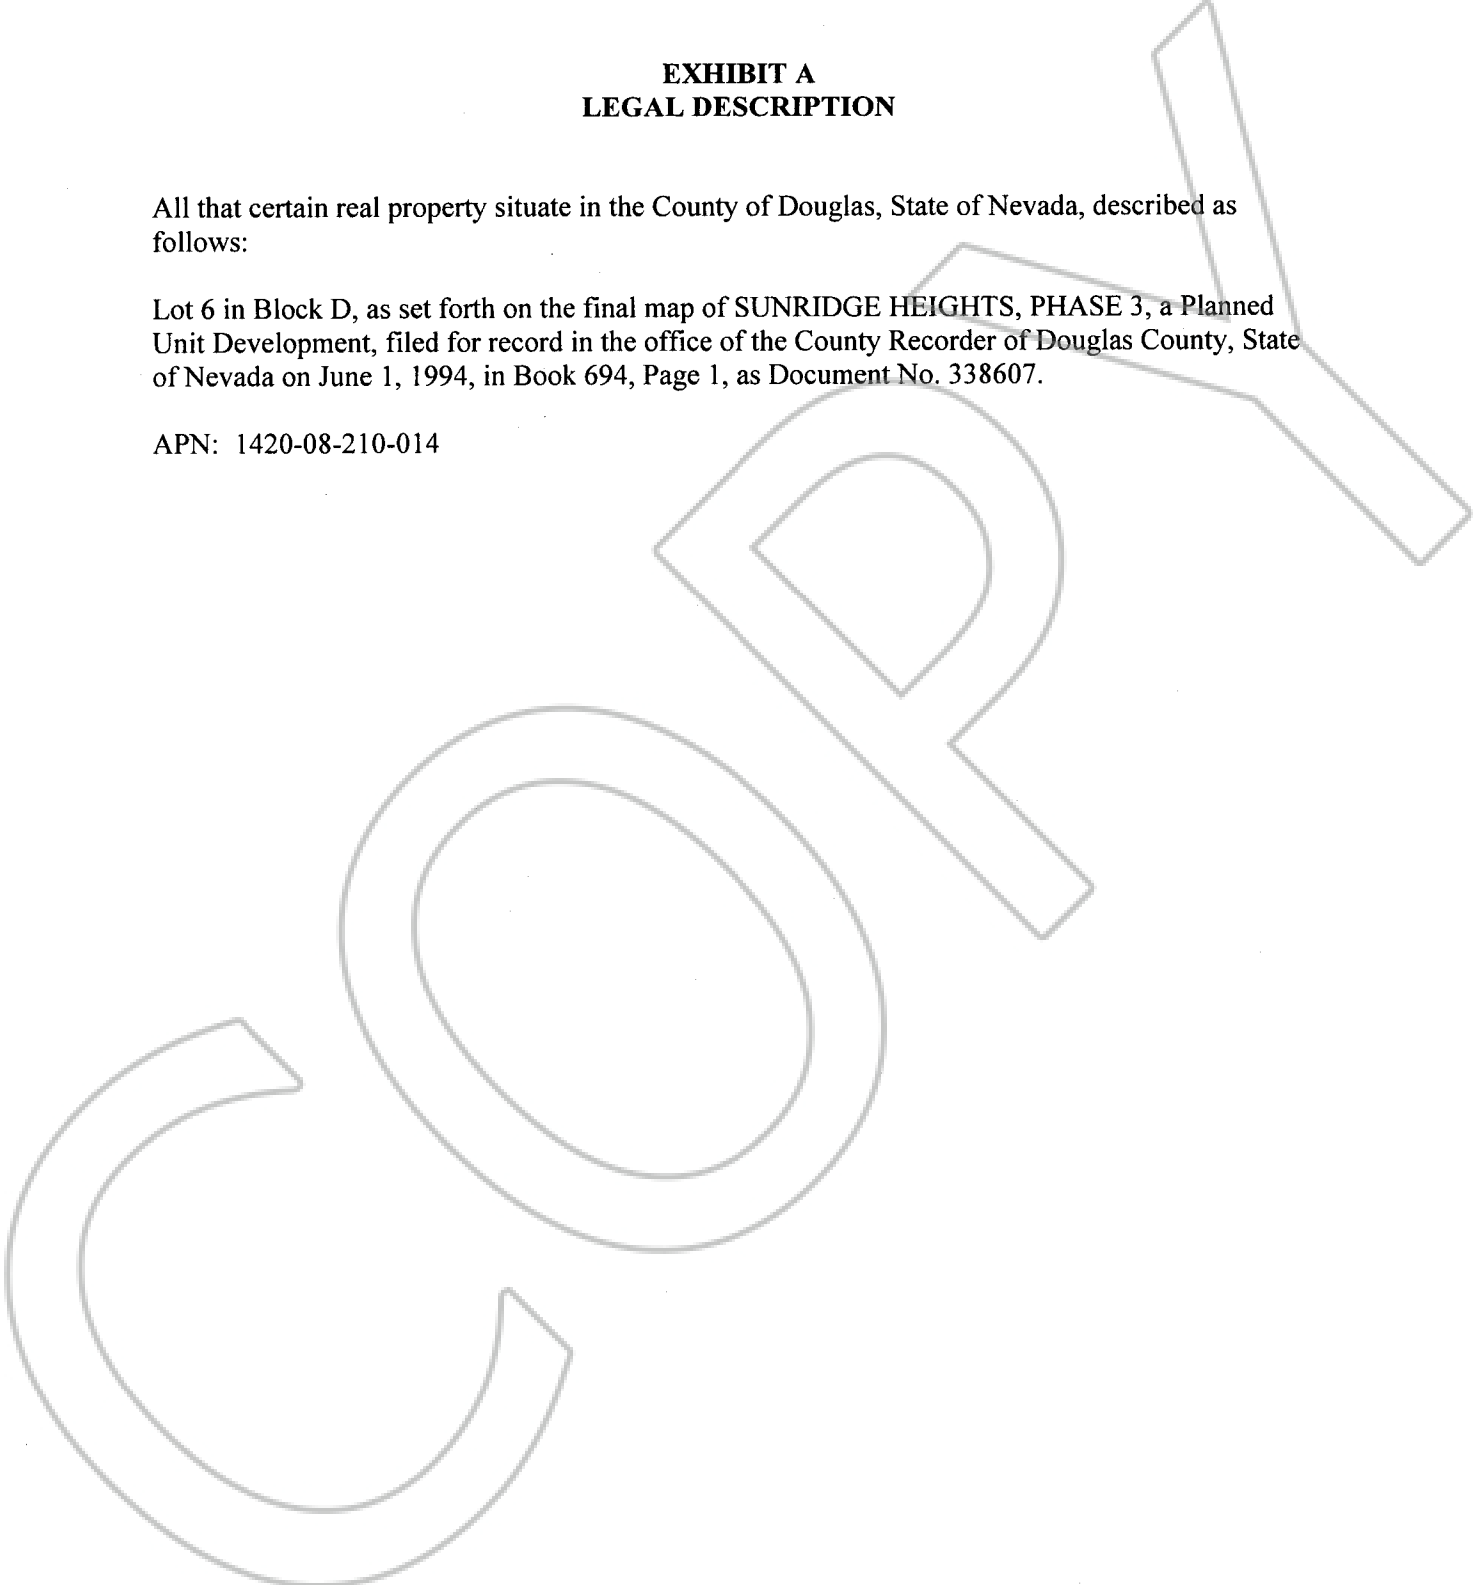 EXHIBIT A
LEGAL DESCRIPTION
All that certain real property situate in the County of Douglas, State of Nevada, described as
follows:
Lot 6 in Block D, as set forth on the final map of SUNRIDGE HEIGHTS, PHASE 3, a Planned
Unit Development, filed for record in the office of the County Recorder of Douglas County, State
of Nevada on June 1, 1994, in Book 694, Page 1, as Document No. 338607.
APN: 1420-08-210-014
COPY